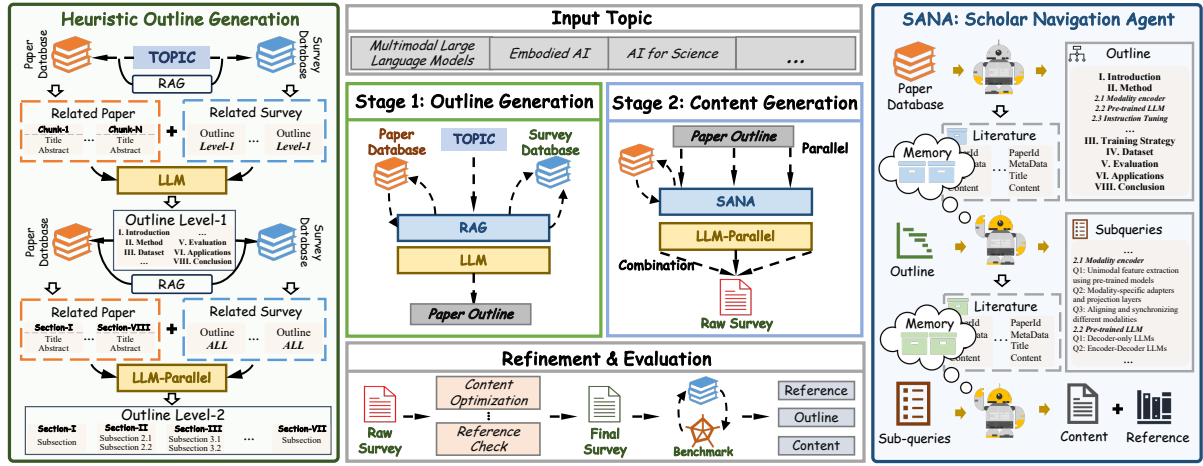 Heuristic Outline Generation
Paper
Database
TOPIC
Survey
Database
RAG
Related Paper
Chunk-1 ... Chunk-N
Title Title
Abstract Abstract
+
Related Survey
Outline ... Outline
Level-1 Level-1
LLM
Outline Level-1
I. Introduction ...
II. Method V. Evaluation
III. Dataset VI. Applications
... VIII. Conclusion
Paper
Database
Survey
Database
RAG
Related Paper
Section-I ... Section-VIII
Title Title
Abstract Abstract
+
Related Survey
Outline ... Outline
ALL ALL
LLM-Parallel
Outline Level-2
Section-I Section-II Section-III ... Section-VII
Subsection Subsection 2.1 Subsection 3.1 Subsection
Subsection 2.2 Subsection 3.2
Input Topic
Multimodal Large
Language Models
Embodied AI
AI for Science
...
Stage 1: Outline Generation
TOPIC
Paper
Database
Survey
Database
RAG
LLM
Paper Outline
Stage 2: Content Generation
Paper Outline
Parallel
SANA
LLM-Parallel
Combination
Raw Survey
Refinement & Evaluation
Raw
Survey
Content
Optimization
...
Reference
Check
Final
Survey
Benchmark
Reference
Outline
Content
SANA: Scholar Navigation Agent
Paper
Database
Outline
I. Introduction
II. Method
2.1 Modality encoder
2.2 Pre-trained LLM
2.3 Instruction Tuning
...
III. Training Strategy
IV. Dataset
V. Evaluation
VI. Applications
VIII. Conclusion
Literature
Memory
PaperId
MetaData
Title
Content
...
Content
Outline
Subqueries
...
2.1 Modality encoder
Q1: Unimodal feature extraction
using pre-trained models
Q2: Modality-specific adapters
and projection layers
Q3: Aligning and synchronizing
different modalities
2.2 Pre-trained LLM
Q1: Decoder-only LLMs
Q2: Encoder-Decoder LLMs
...
Literature
Memory
PaperId
MetaData
Title
Content
...
Content
Sub-queries
Content
+
Reference